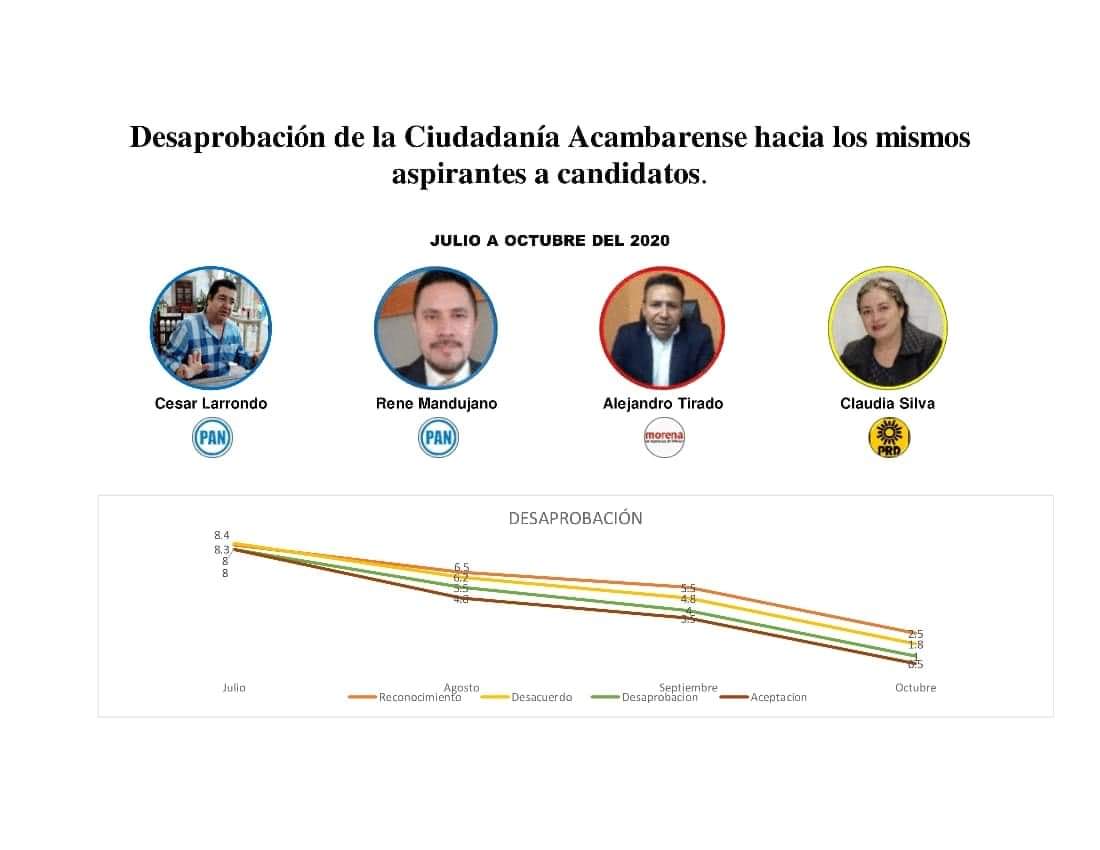 Desaprobación de la Ciudadanía Acambarense hacia los mismos
aspirantes a candidatos.
JULIO A OCTUBRE DEL 2020
Cesar Larrondo
Rene Mandujano
Alejandro Tirado
Claudia Silva
PAN
PAN
morena
PRD
DESAPROBACIÓN
8.4
8.3
8
8
6.5
6.2
5.5
4.8
5.5
4.8
4
3.5
2.5
1.8
1
0.5
Julio
Agosto
Septiembre
Octubre
Reconocimiento
Desacuerdo
Desaprobacion
Aceptacion